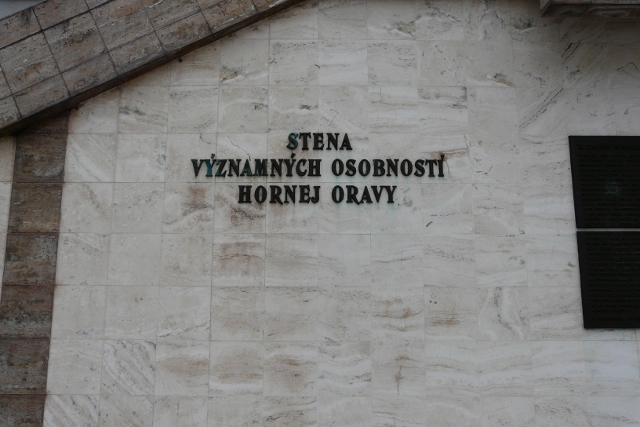 STENA
VÝZNAMNÝCH OSOBNOSTÍ
HORNEJ ORAVY